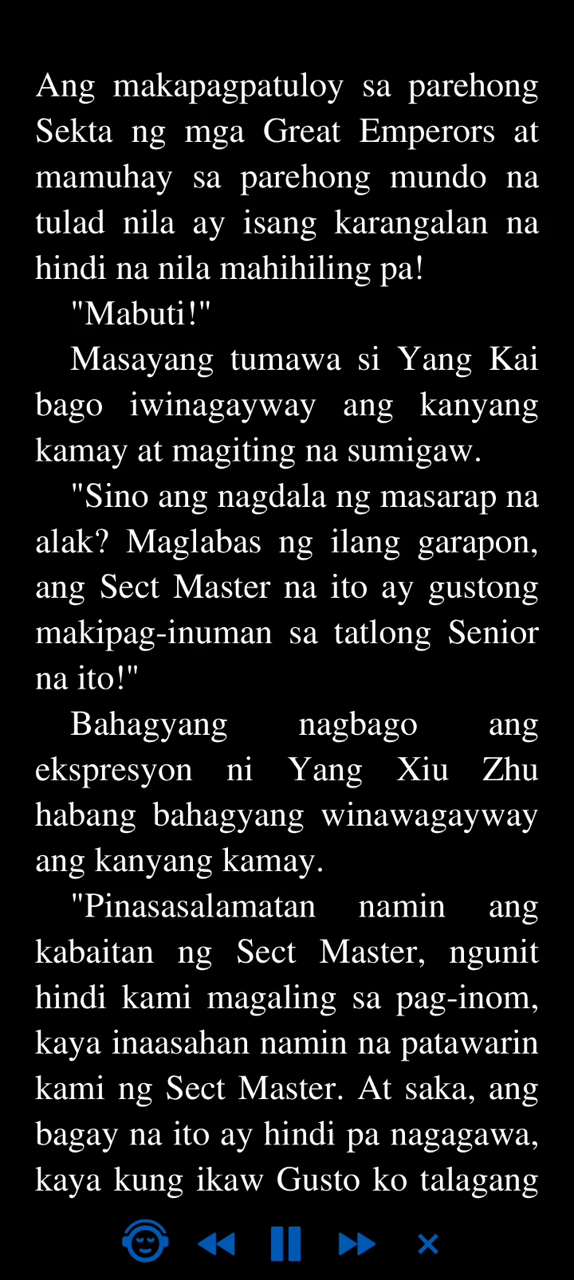 Ang makapagpatuloy sa parehong
Sekta ng mga Great Emperors at
mamuhay sa parehong mundo na
tulad nila ay isang karangalan na
hindi na nila mahihiling pa!
"Mabuti!"
Masayang tumawa si Yang Kai
bago iwinagayway ang kanyang
kamay at magiting na sumigaw.
"Sino ang nagdala ng masarap na
alak? Maglabas ng ilang garapon,
ang Sect Master na ito ay gustong
makipag-inuman sa tatlong Senior
na ito!"
Bahagyang nagbago ang
ekspresyon ni Yang Xiu Zhu
habang bahagyang winawagayway
ang kanyang kamay.
"Pinasasalamatan namin ang
kabaitan ng Sect Master, ngunit
hindi kami magaling sa pag-inom,
kaya inaasahan namin na patawarin
kami ng Sect Master. At saka, ang
bagay na ito ay hindi pa nagagawa,
kaya kung ikaw Gusto ko talagang